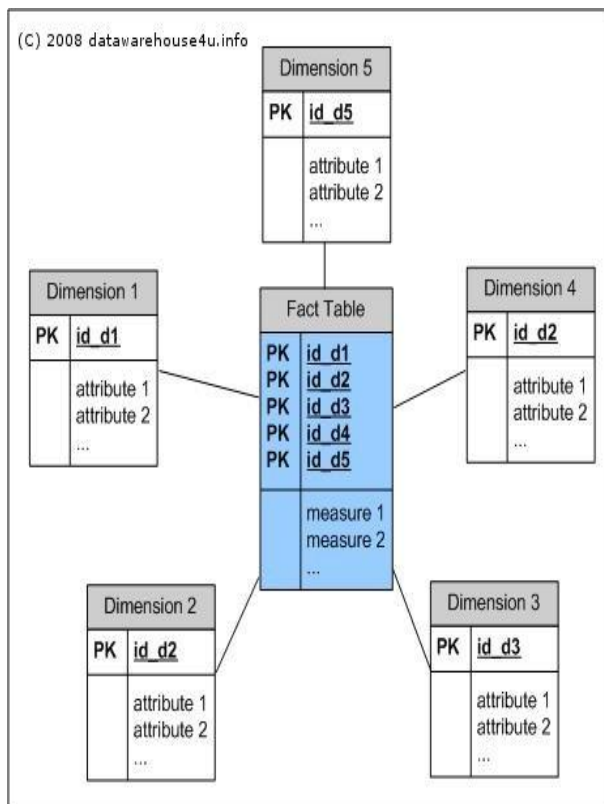 (C) 2008 datawarehouse4u.info
Dimension 5
PK id_d5
attribute 1
attribute 2
...
Dimension 1
PK id_d1
attribute 1
attribute 2
...
Fact Table
PK id_d1
PK id_d2
PK id_d3
PK id_d4
PK id_d5
measure 1
measure 2
...
Dimension 4
PK id_d2
attribute 1
attribute 2
...
Dimension 2
PK id_d2
attribute 1
attribute 2
...
Dimension 3
PK id_d3
attribute 1
attribute 2
...